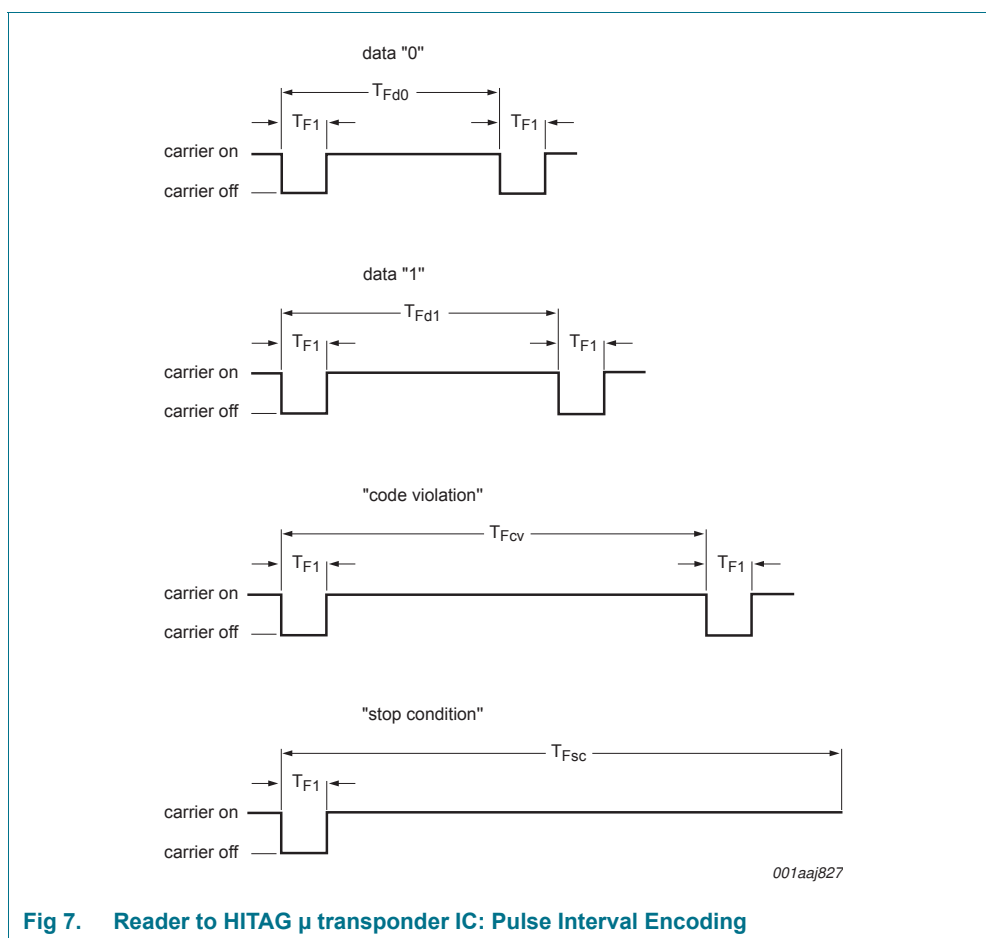 data "0"
TFd0
TF1 TF1
carrier on
carrier off
data "1"
TFd1
TF1 TF1
carrier on
carrier off
"code violation"
TFcv
TF1 TF1
carrier on
carrier off
"stop condition"
TFsc
TF1
carrier on
carrier off
001aaj827
Fig 7. Reader to HITAG µ transponder IC: Pulse Interval Encoding